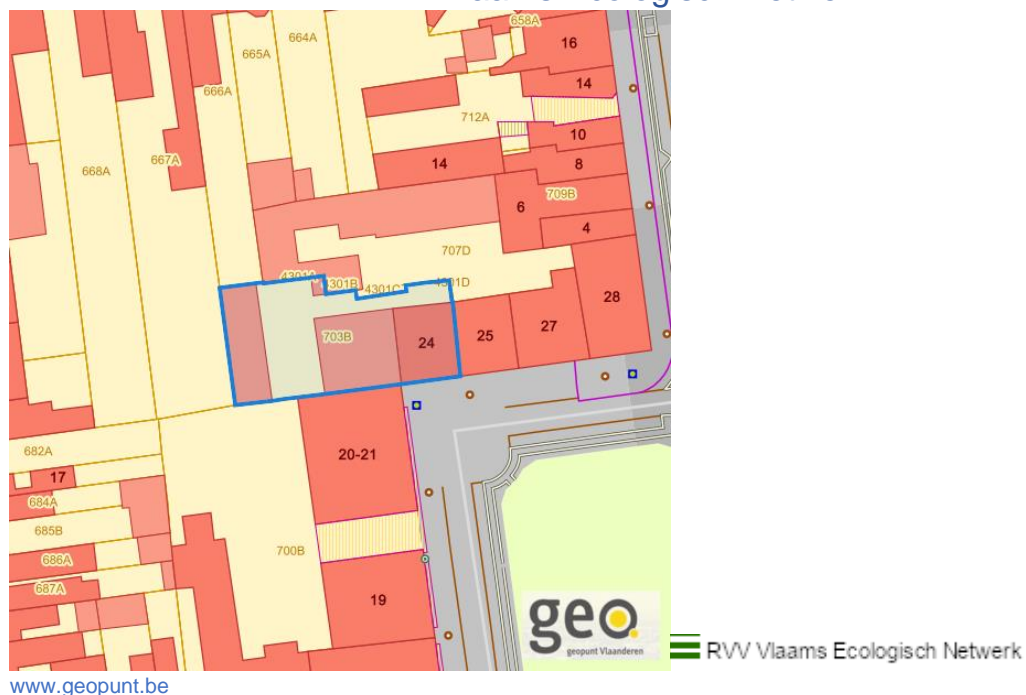 658A
664A
16
665A
14
666A
712A
10
667A
14
8
668A
709B
6
4
707D
4301A
4301B
4301C
4301D
28
703B
27
24
25
682A
20-21
17
684A
685B
700B
686A
687A
19
geo
geopunt Vlaanderen
RVV Vlaams Ecologisch Netwerk
www.geopunt.be